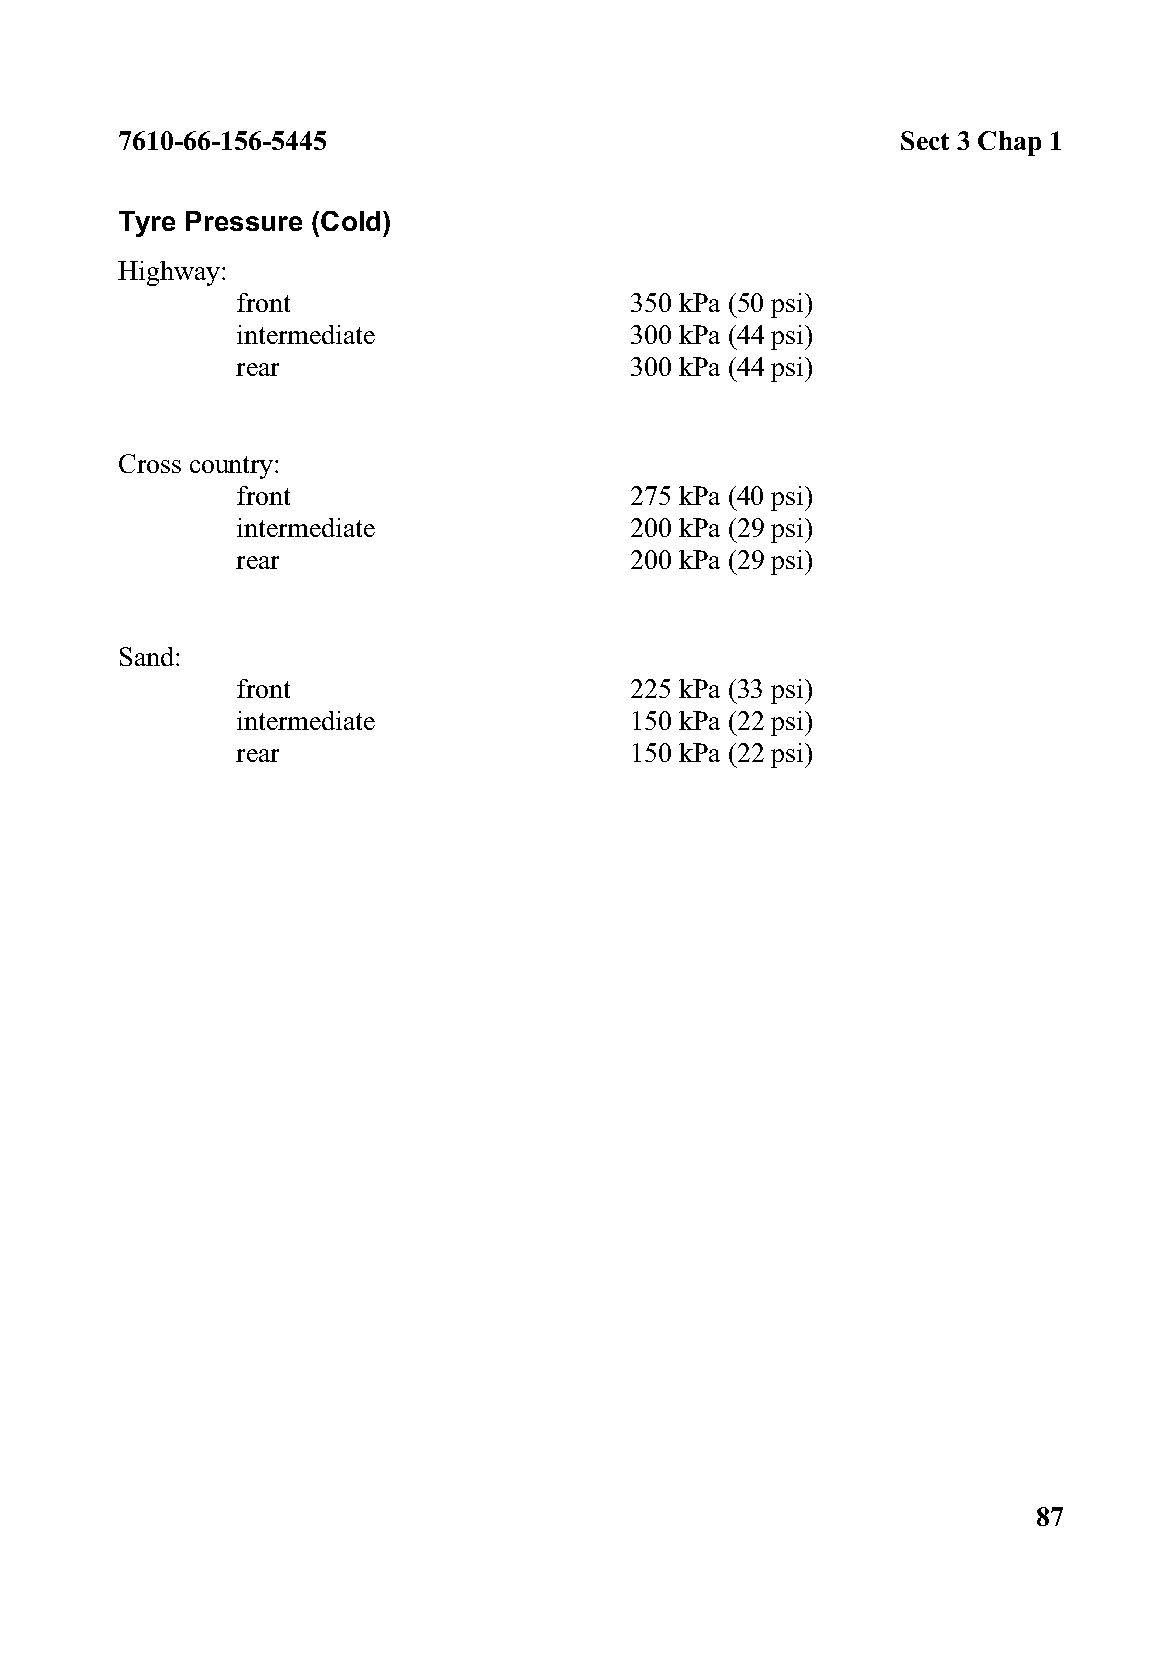 7610-66-156-5445 Sect 3 Chap 1
Tyre Pressure (Cold)
Highway:
front 350 kPa (50 psi)
intermediate 300 kPa (44 psi)
rear 300 kPa (44 psi)
Cross country:
front 275 kPa (40 psi)
intermediate 200 kPa (29 psi)
rear 200 kPa (29 psi)
Sand:
front 225 kPa (33 psi)
intermediate 150 kPa (22 psi)
rear 150 kPa (22 psi)
87